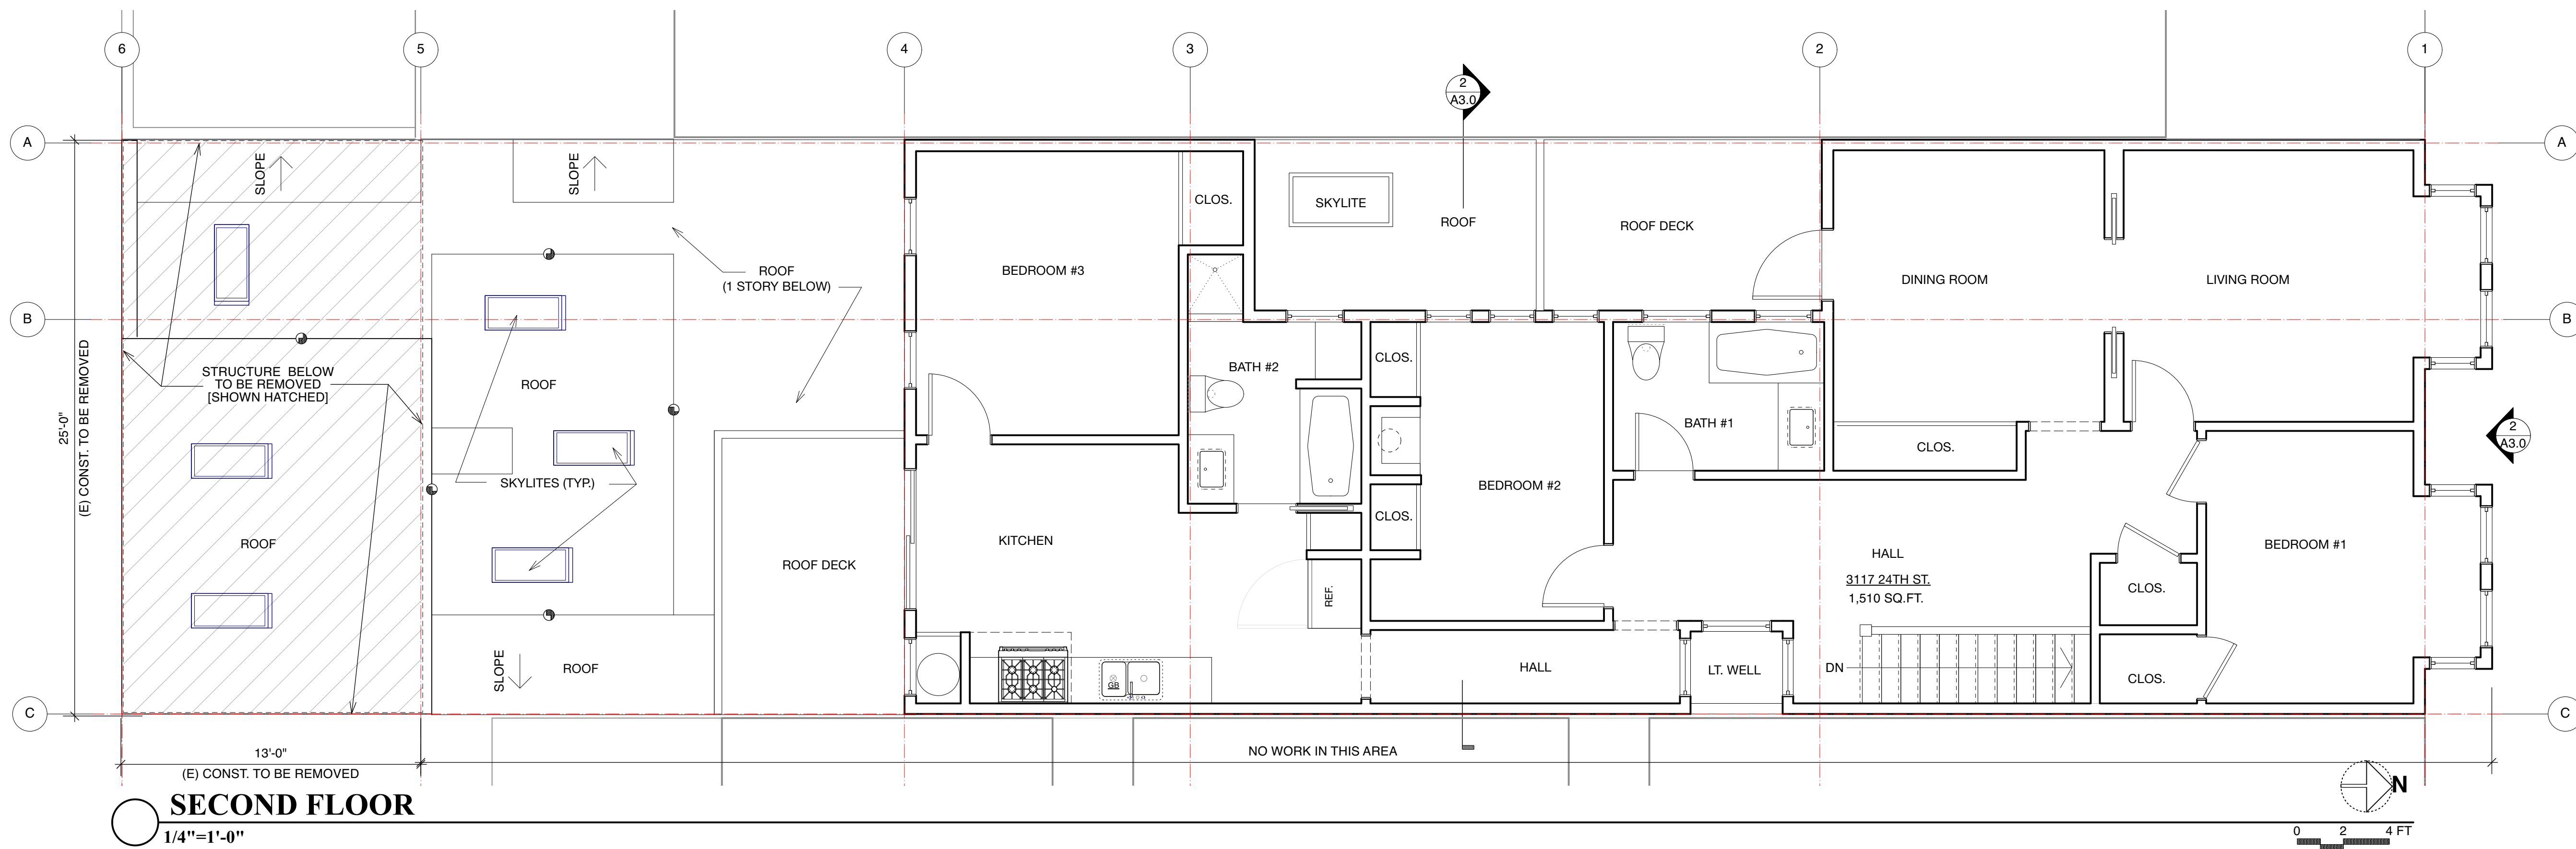 6
5
4
3
2
1
2
A3.0
A
A
SLOPE
SLOPE
CLOS.
SKYLITE
ROOF
ROOF DECK
BEDROOM #3
ROOF
(1 STORY BELOW)
DINING ROOM
LIVING ROOM
B
B
25'-0"
(E) CONST. TO BE REMOVED
STRUCTURE BELOW
TO BE REMOVED
[SHOWN HATCHED]
ROOF
BATH #2
CLOS.
BATH #1
CLOS.
2
A3.0
SKYLITES (TYP.)
BEDROOM #2
CLOS.
ROOF
KITCHEN
ROOF DECK
HALL
3117 24TH ST.
1,510 SQ.FT.
BEDROOM #1
REF.
CLOS.
SLOPE
ROOF
GB
HALL
LT. WELL
DN
CLOS.
C
C
13'-0"
(E) CONST. TO BE REMOVED
NO WORK IN THIS AREA
N
SECOND FLOOR
1/4"=1'-0"
0 2 4 FT